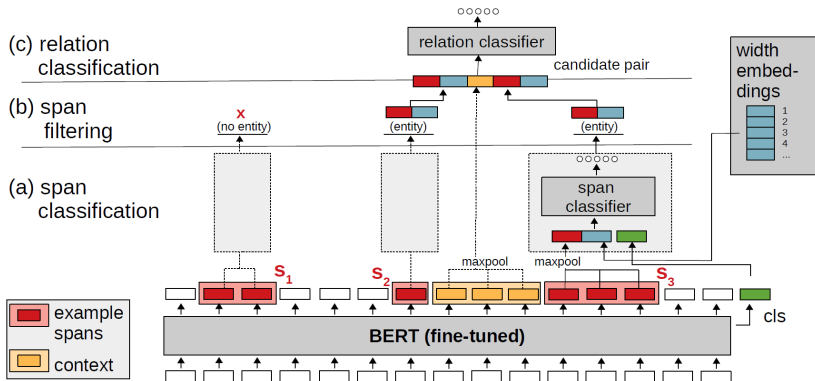 (c) relation
classification
relation classifier
candidate pair
width
embed-
dings
1
2
3
4
...
(b) span
filtering
x
(no entity)
(entity)
(entity)
(a) span
classification
span
classifier
maxpool
maxpool
s1
s2
s3
example
spans
context
BERT (fine-tuned)
cls